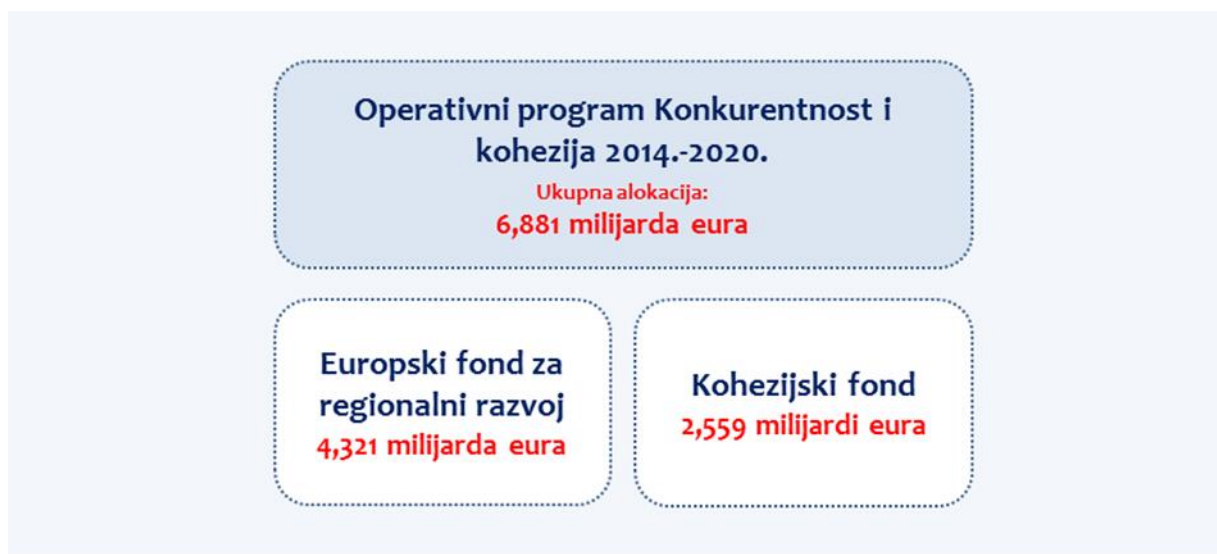 Operativni program Konkurentnost i
kohezija 2014.-2020.
Ukupna alokacija:
6,881 milijarda eura
Europski fond za
regionalni razvoj
4,321 milijarda eura
Kohezijski fond
2,559 milijardi eura